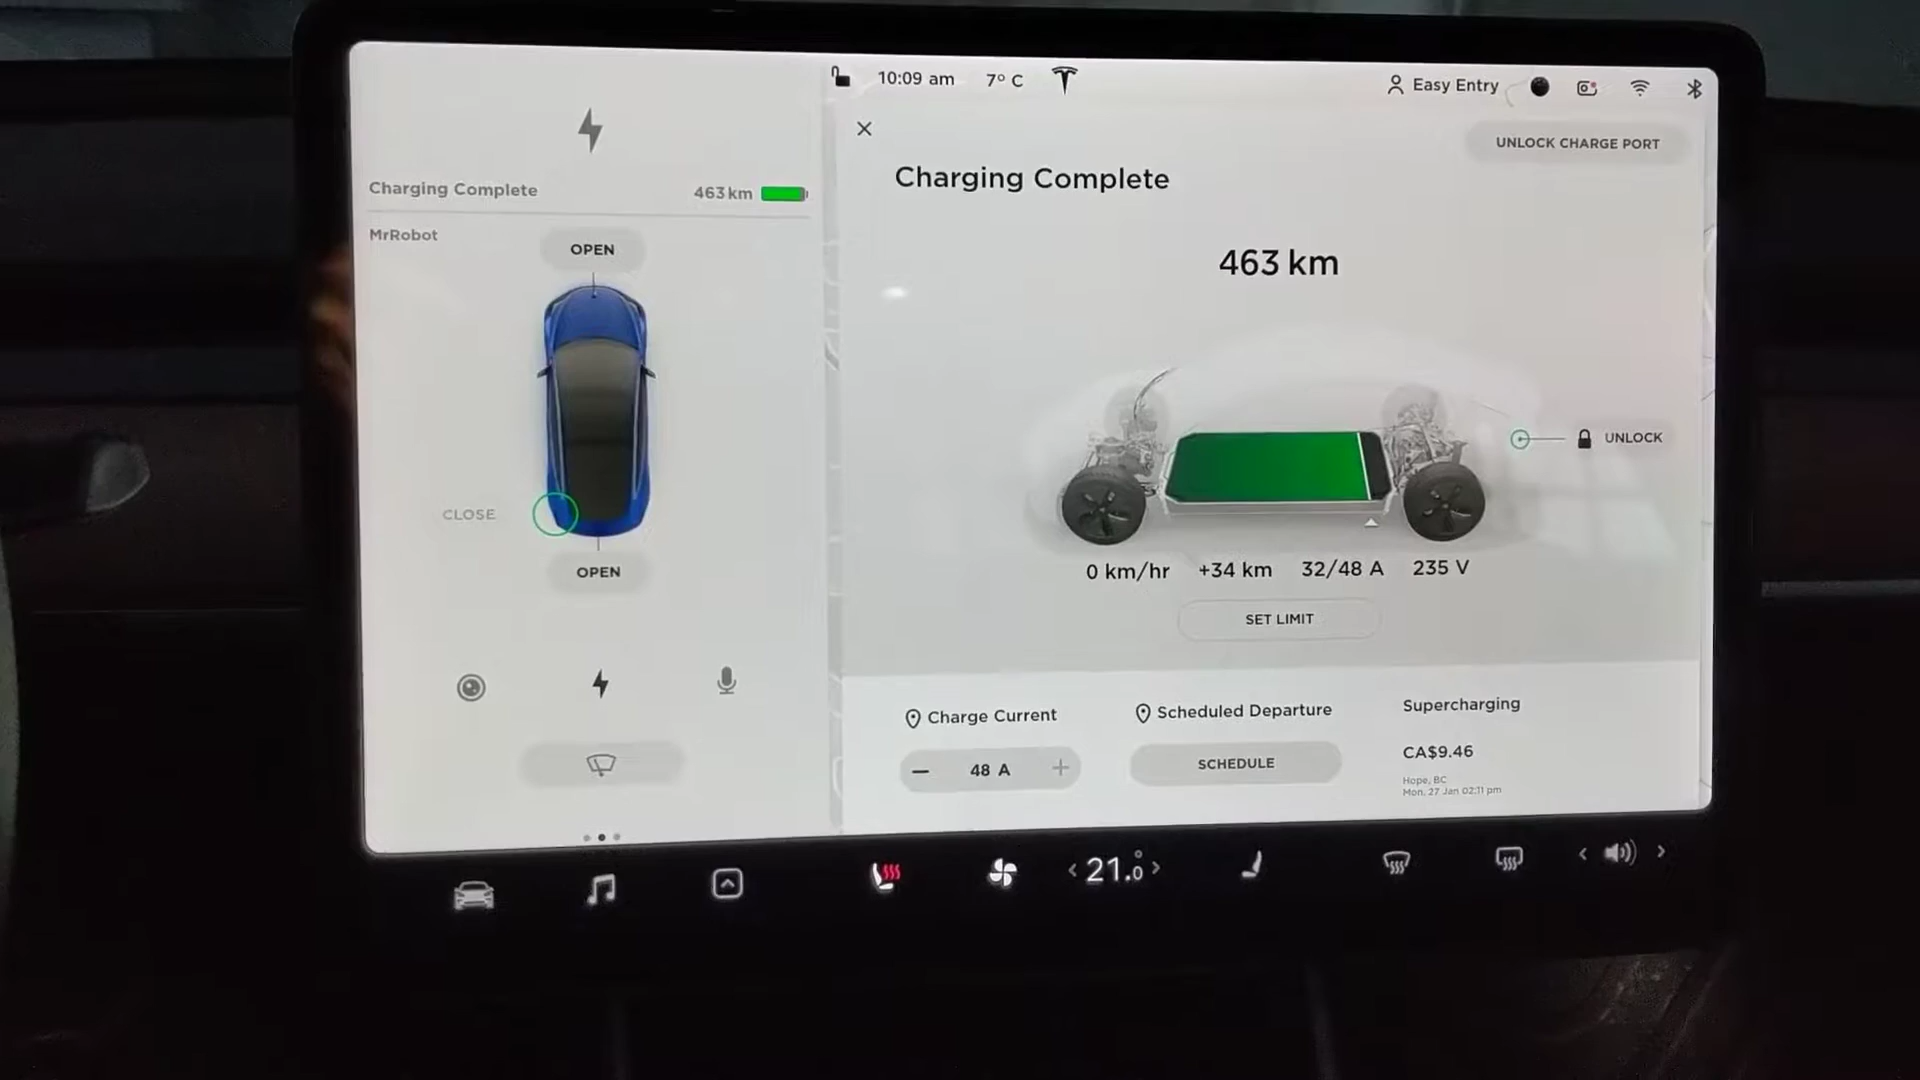 10:09 am
7° C
Easy Entry
UNLOCK CHARGE PORT
Charging Complete
463 km
MrRobot
OPEN
CLOSE
OPEN
Charging Complete
463 km
UNLOCK
0 km/hr
+34 km
32/48 A
235 V
SET LIMIT
Charge Current
48 A
Scheduled Departure
SCHEDULE
Supercharging
CA$9.46
Hope, BC
Mon, 27 Jan 02:11 pm
21.0°